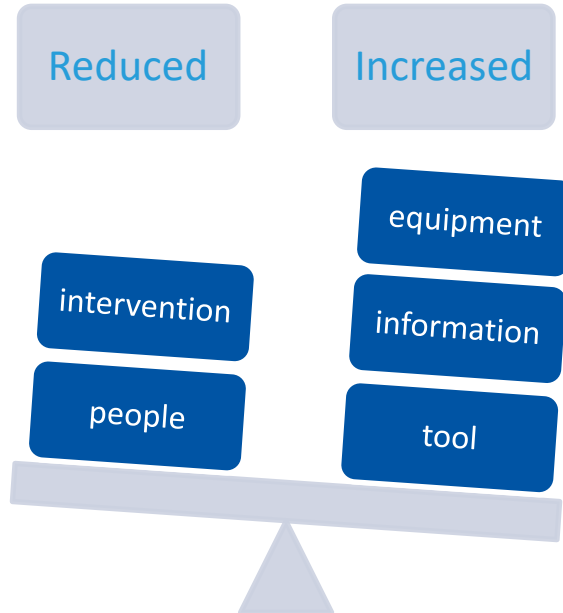 Reduced
Increased
equipment
intervention
information
people
tool